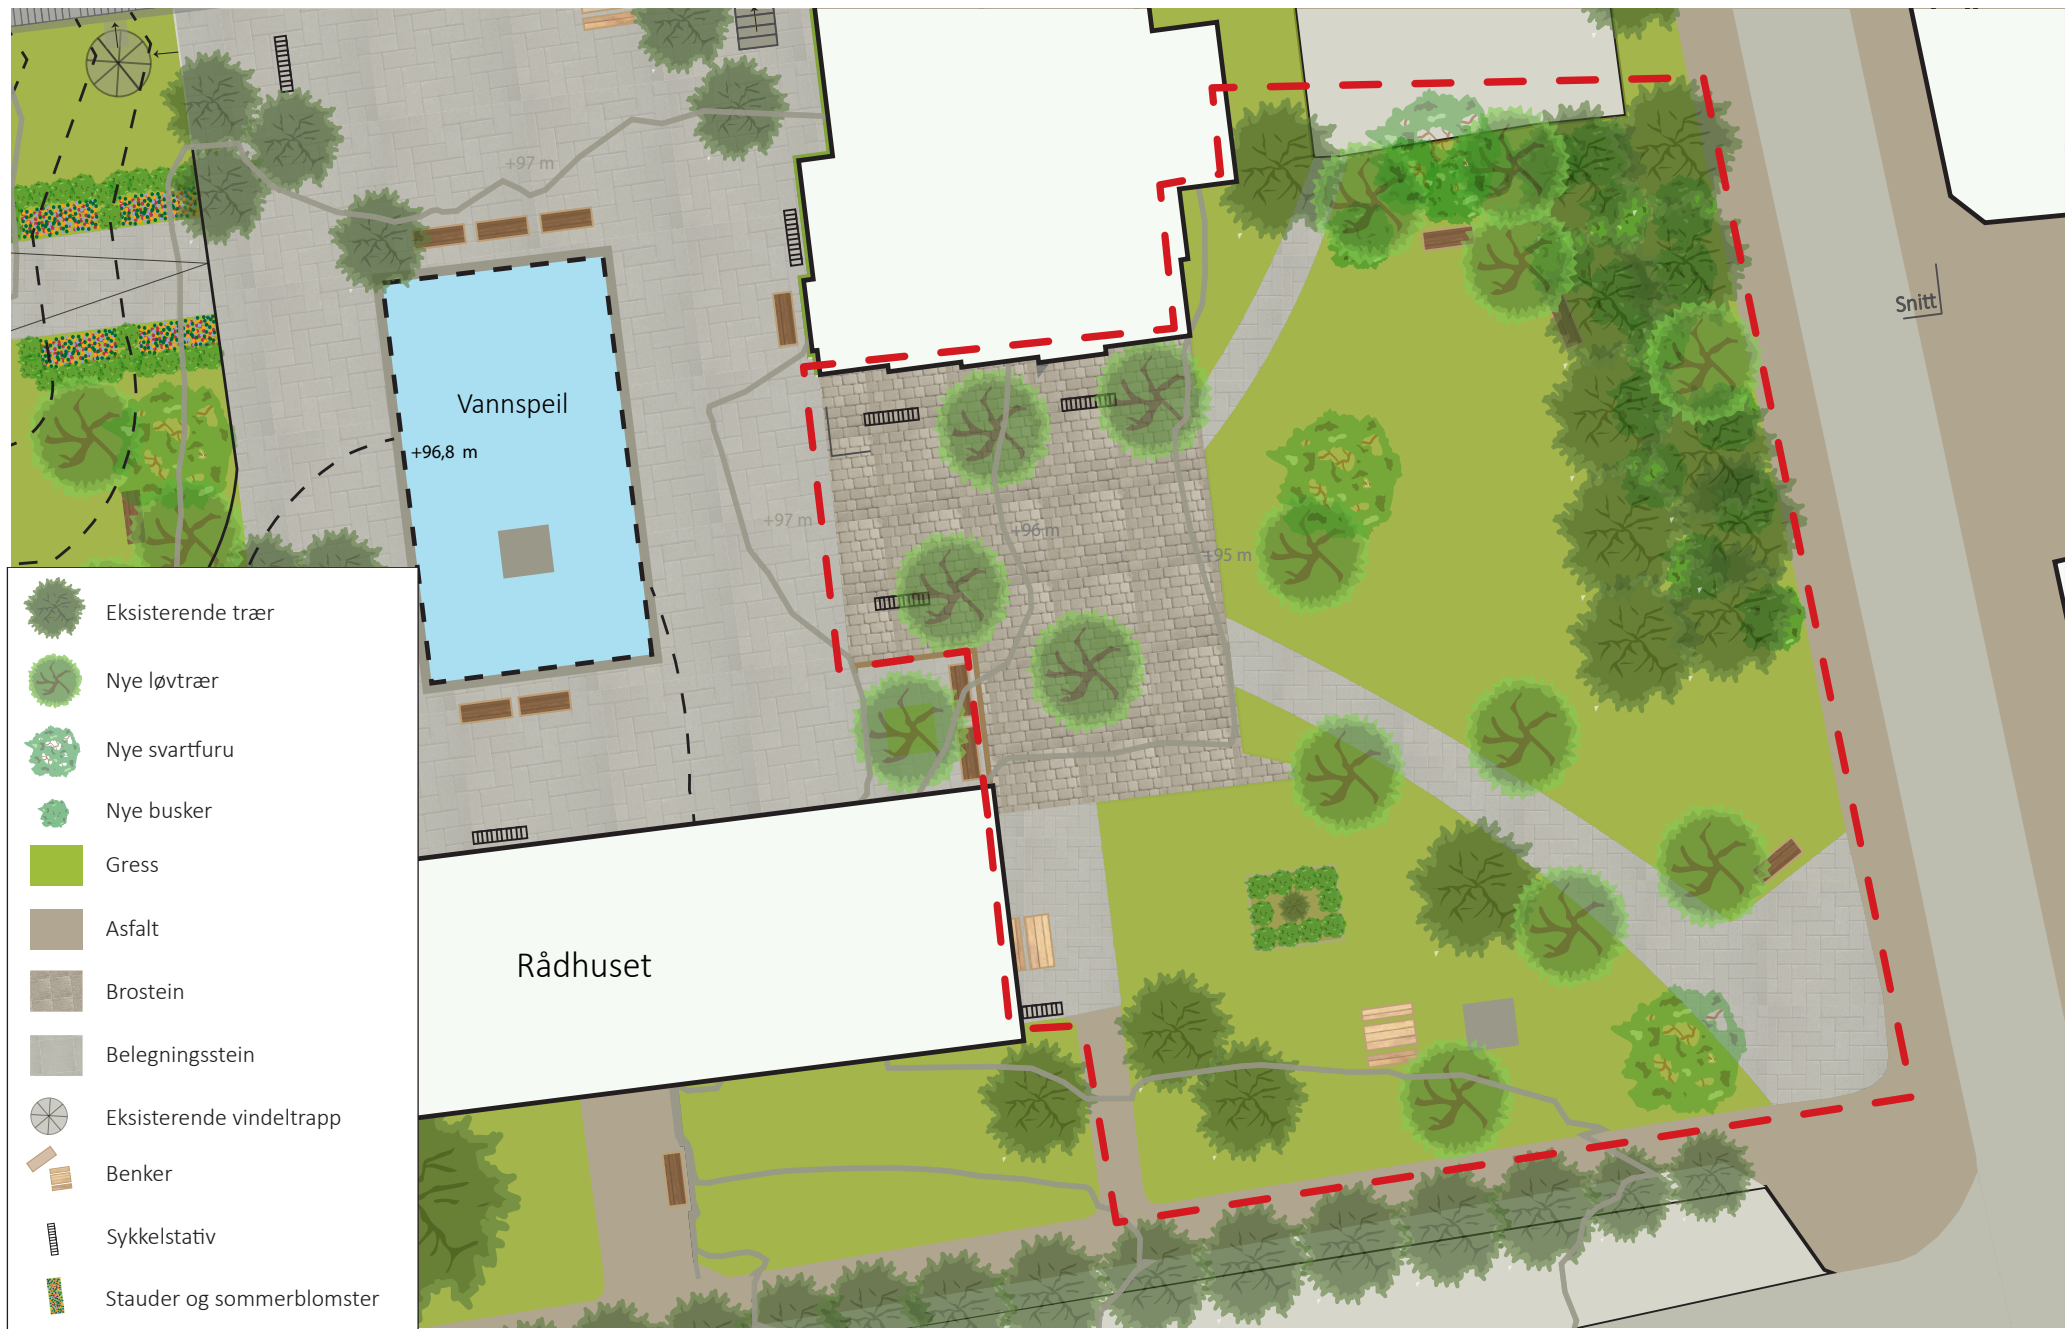 +97 m
Snitt
Vannspeil
+96,8 m
+97 m
+96 m
+95 m
Rådhuset
Eksisterende trær
Nye løvtrær
Nye svartfuru
Nye busker
Gress
Asfalt
Brostein
Belegningsstein
Eksisterende vindeltrapp
Benker
Sykkelstativ
Stauder og sommerblomster